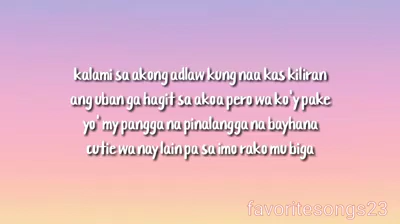 kalami sa akong adlaw kung naa kas kiliran
ang uban ga hagit sa akoa pero wa ko'y pake
yo' my pangga na pinalangga na bayhana
cutie wa nay lain pa sa imo rako mu biga
favoritesongs23